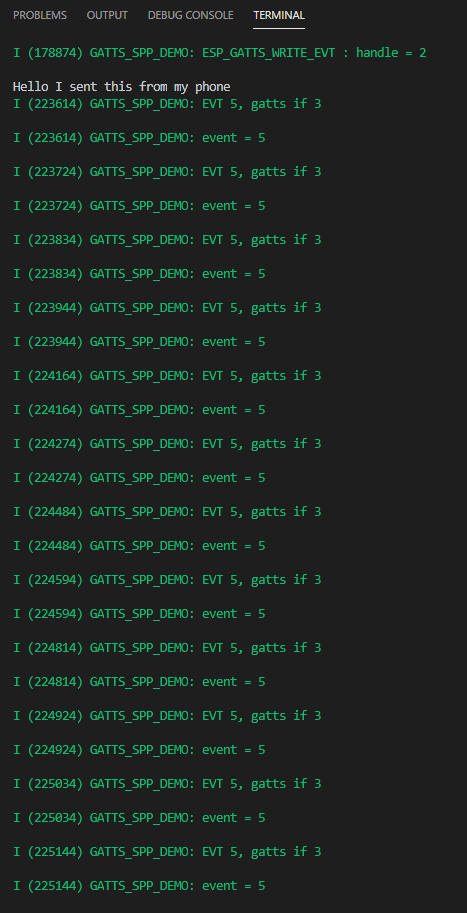 PROBLEMS OUTPUT DEBUG CONSOLE TERMINAL
I (178874) GATTS_SPP_DEMO: ESP_GATTS_WRITE_EVT : handle = 2
Hello I sent this from my phone
I (223614) GATTS_SPP_DEMO: EVT 5, gatts if 3
I (223614) GATTS_SPP_DEMO: event = 5
I (223724) GATTS_SPP_DEMO: EVT 5, gatts if 3
I (223724) GATTS_SPP_DEMO: event = 5
I (223834) GATTS_SPP_DEMO: EVT 5, gatts if 3
I (223834) GATTS_SPP_DEMO: event = 5
I (223944) GATTS_SPP_DEMO: EVT 5, gatts if 3
I (223944) GATTS_SPP_DEMO: event = 5
I (224164) GATTS_SPP_DEMO: EVT 5, gatts if 3
I (224164) GATTS_SPP_DEMO: event = 5
I (224274) GATTS_SPP_DEMO: EVT 5, gatts if 3
I (224274) GATTS_SPP_DEMO: event = 5
I (224484) GATTS_SPP_DEMO: EVT 5, gatts if 3
I (224484) GATTS_SPP_DEMO: event = 5
I (224594) GATTS_SPP_DEMO: EVT 5, gatts if 3
I (224594) GATTS_SPP_DEMO: event = 5
I (224814) GATTS_SPP_DEMO: EVT 5, gatts if 3
I (224814) GATTS_SPP_DEMO: event = 5
I (224924) GATTS_SPP_DEMO: EVT 5, gatts if 3
I (224924) GATTS_SPP_DEMO: event = 5
I (225034) GATTS_SPP_DEMO: EVT 5, gatts if 3
I (225034) GATTS_SPP_DEMO: event = 5
I (225144) GATTS_SPP_DEMO: EVT 5, gatts if 3
I (225144) GATTS_SPP_DEMO: event = 5